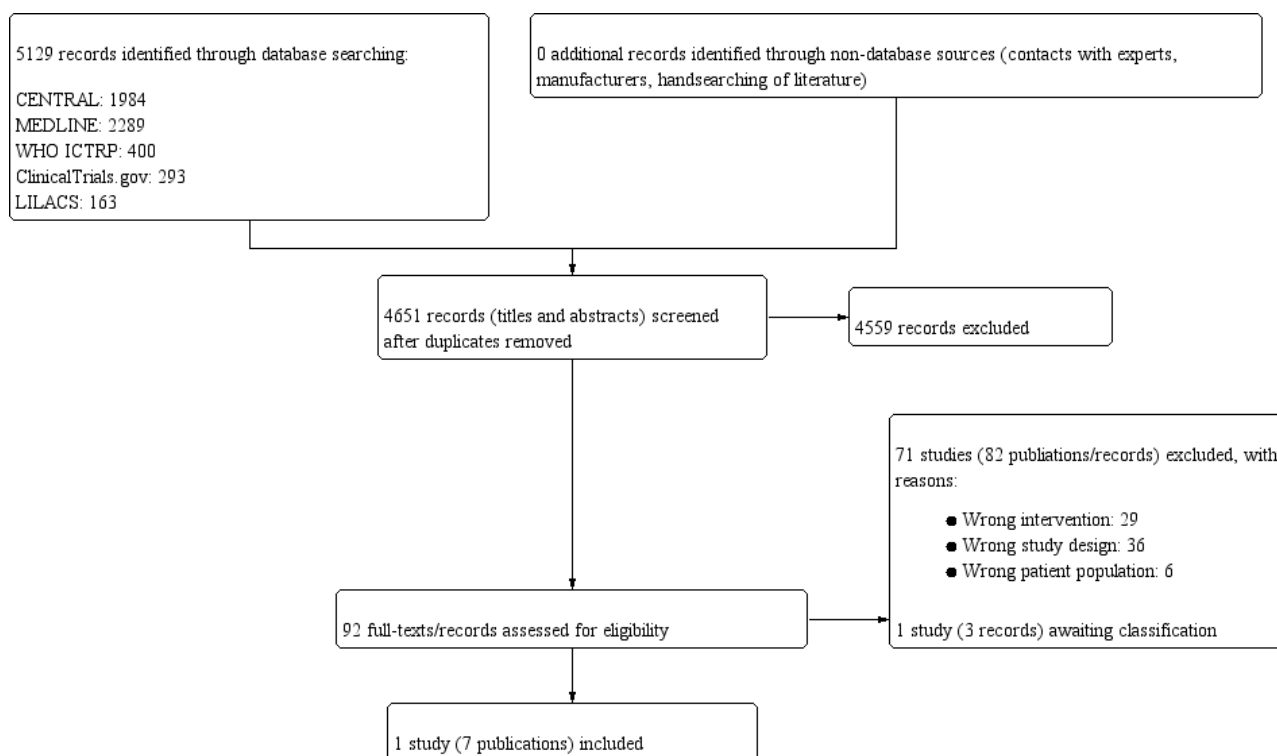 5129 records identified through database searching:
CENTRAL: 1984
MEDLINE: 2289
WHO ICTRP: 400
ClinicalTrials.gov: 293
LILACS: 163
0 additional records identified through non-database sources (contacts with experts,
manufacturers, handsearching of literature)
4651 records (titles and abstracts) screened
after duplicates removed
4559 records excluded
71 studies (82 publiations/records) excluded, with
reasons:
● Wrong intervention: 29
● Wrong study design: 36
● Wrong patient population: 6
1 study (3 records) awaiting classification
92 full-texts/records assessed for eligibility
1 study (7 publications) included